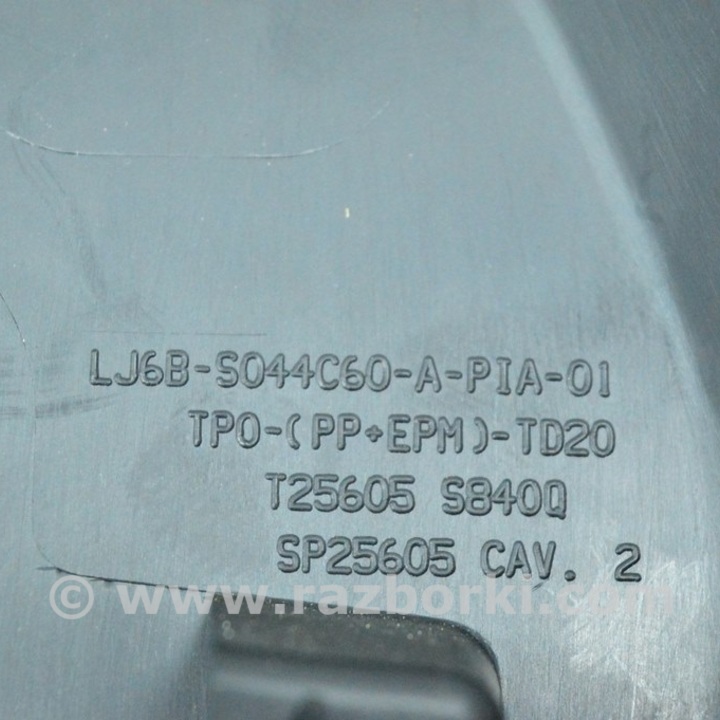 LJ6B-S044C60-A-PIA-01
TPO-(PP+EPM)-TD20
T25605 S840Q
SP25605 CAV. 2
© www.razborki.com